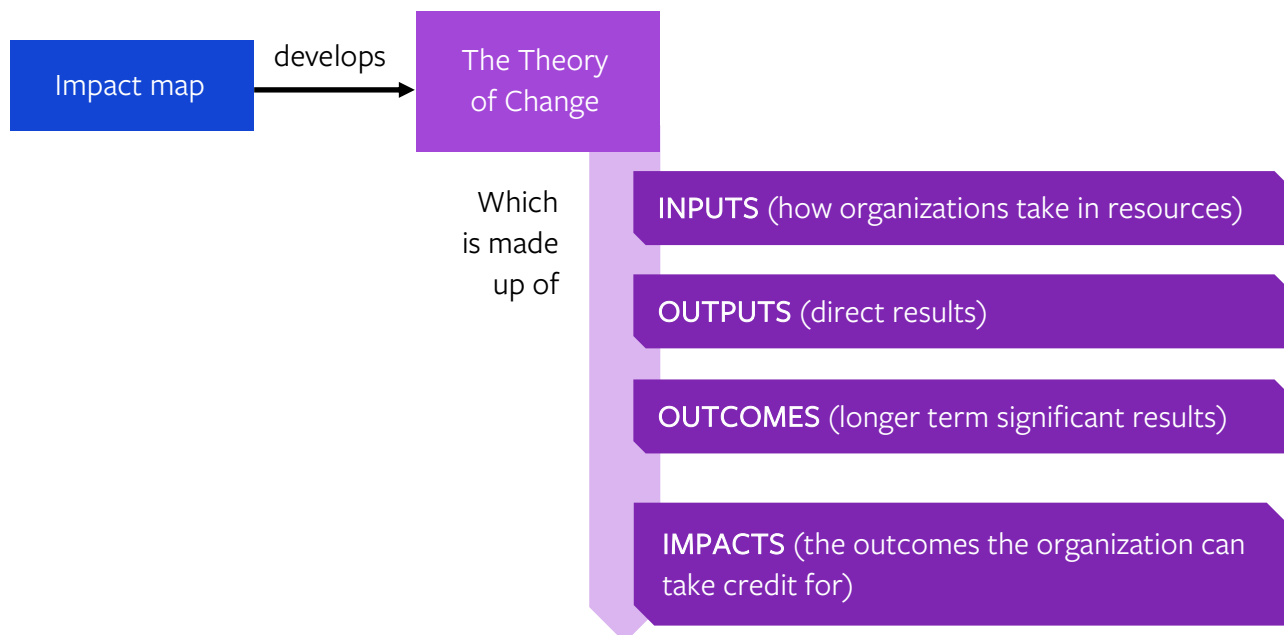 Impact map
develops
The Theory
of Change
Which
is made
up of
INPUTS (how organizations take in resources)
OUTPUTS (direct results)
OUTCOMES (longer term significant results)
IMPACTS (the outcomes the organization can
take credit for)